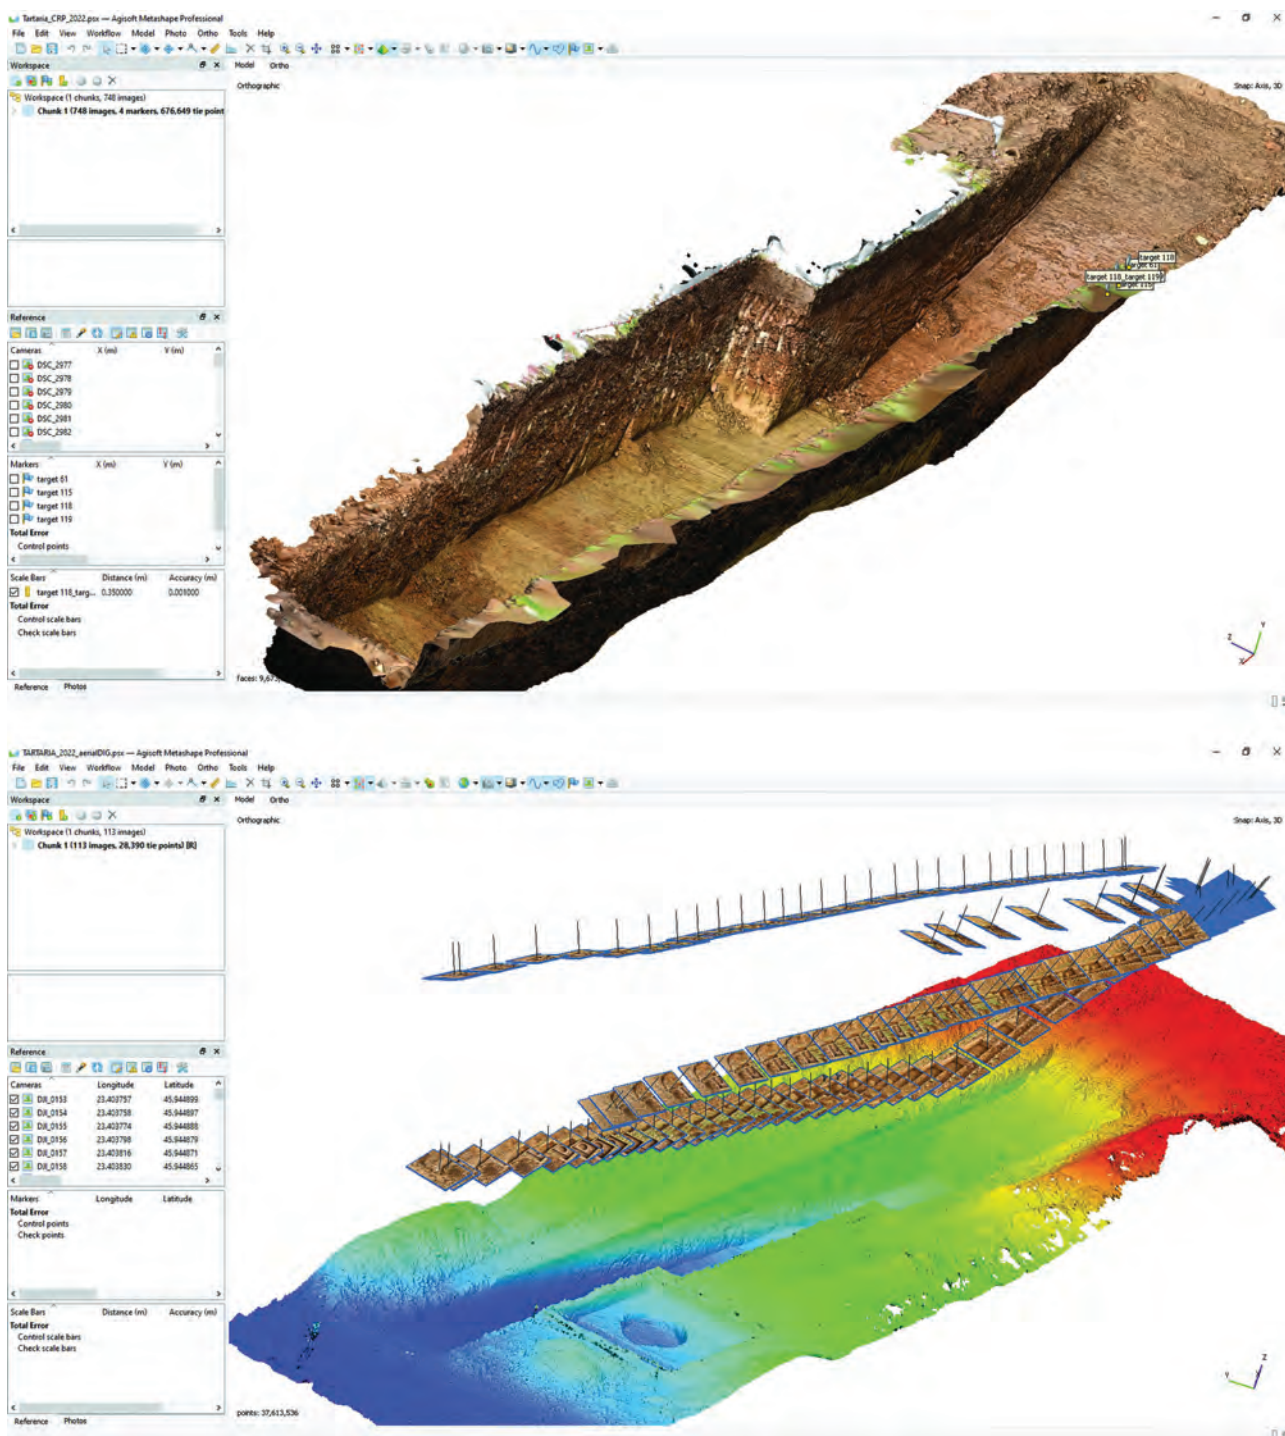 Tartaria_CRP_2022.psx — Agisoft Metashape Professional
File Edit View Workflow Model Photo Ortho Tools Help
Workspace
Model Ortho
Orthographic
Snap: Axis, 3D
Workspace (1 chunks, 748 images)
Chunk 1 (748 images, 4 markers, 676,649 tie point
target 118
target 118_target 119
Reference
Cameras X (m) Y (m)
DSC_2977
DSC_2978
DSC_2979
DSC_2980
DSC_2981
DSC_2982
Markers X (m) Y (m)
target 61
target 115
target 118
target 119
Total Error
Control points
Scale Bars Distance (m) Accuracy (m)
target 118_targ... 0.350000 0.001000
Total Error
Control scale bars
Check scale bars
Z Y X
faces: 9,673,
Reference Photos
TARTARIA_2022_aerialDIG.psx — Agisoft Metashape Professional
File Edit View Workflow Model Photo Ortho Tools Help
Workspace
Model Ortho
Orthographic
Snap: Axis, 3D
Workspace (1 chunks, 113 images)
Chunk 1 (113 images, 28,390 tie points) [R]
Reference
Cameras Longitude Latitude
DJI_0153 23.403757 45.944899
DJI_0154 23.403758 45.944897
DJI_0155 23.403774 45.944888
DJI_0156 23.403798 45.944879
DJI_0157 23.403816 45.944871
DJI_0158 23.403830 45.944865
Markers Longitude Latitude
Total Error
Control points
Check points
Scale Bars Distance (m) Accuracy (m)
Total Error
Control scale bars
Check scale bars
Y Z
points: 37,613,536
Reference Photos